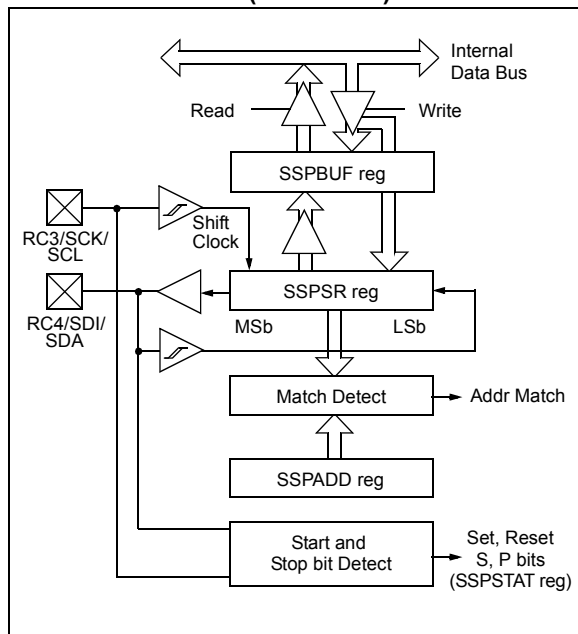 Internal
Data Bus
Read
Write
SSPBUF reg
RC3/SCK/
SCL
Shift
Clock
SSPSR reg
RC4/SDI/
SDA
MSb
LSb
Match Detect
Addr Match
SSPADD reg
Start and
Stop bit Detect
Set, Reset
S, P bits
(SSPSTAT reg)